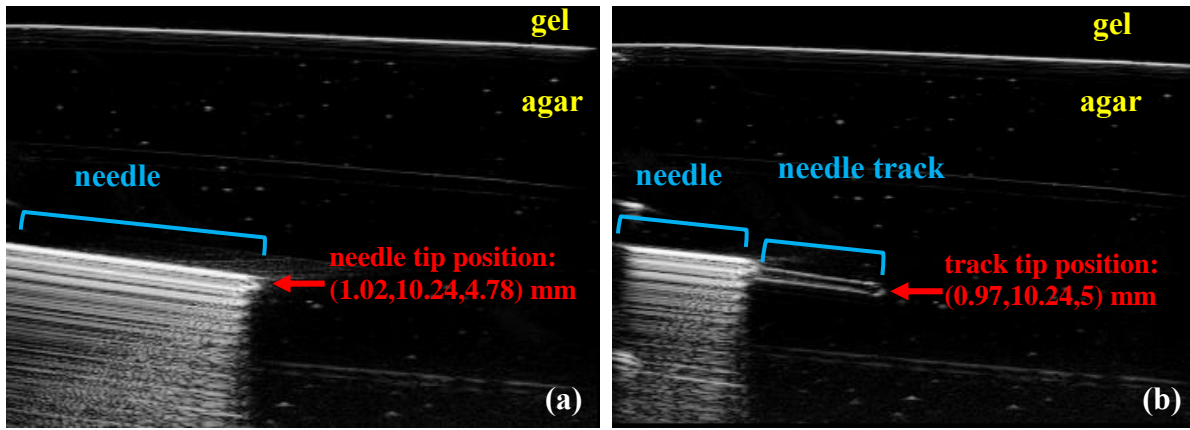 gel
agar
needle
needle tip position:
(1.02,10.24,4.78) mm
(a)
gel
agar
needle
needle track
track tip position:
(0.97,10.24,5) mm
(b)